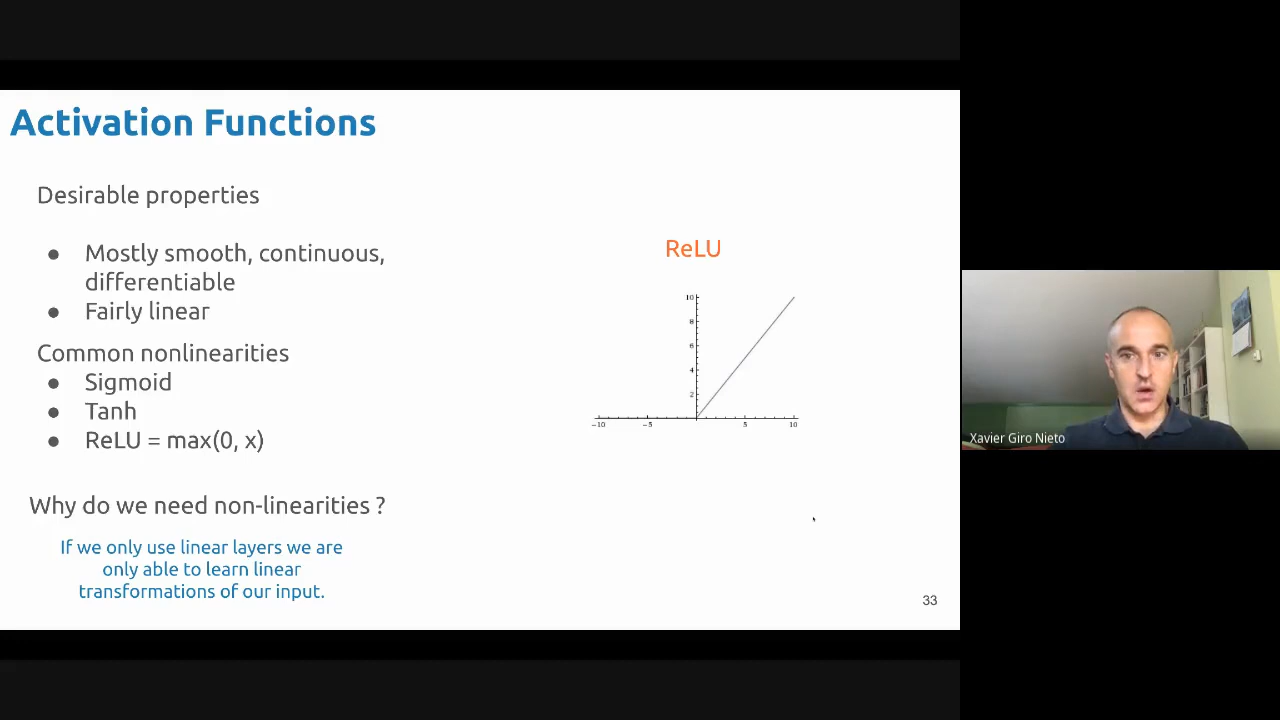 Activation Functions
Desirable properties
● Mostly smooth, continuous,
differentiable
● Fairly linear
Common nonlinearities
● Sigmoid
● Tanh
● ReLU = max(0, x)
Why do we need non-linearities ?
If we only use linear layers we are
only able to learn linear
transformations of our input.
ReLU
10
8
6
4
2
-10 -5 5 10
33
Xavier Giro Nieto